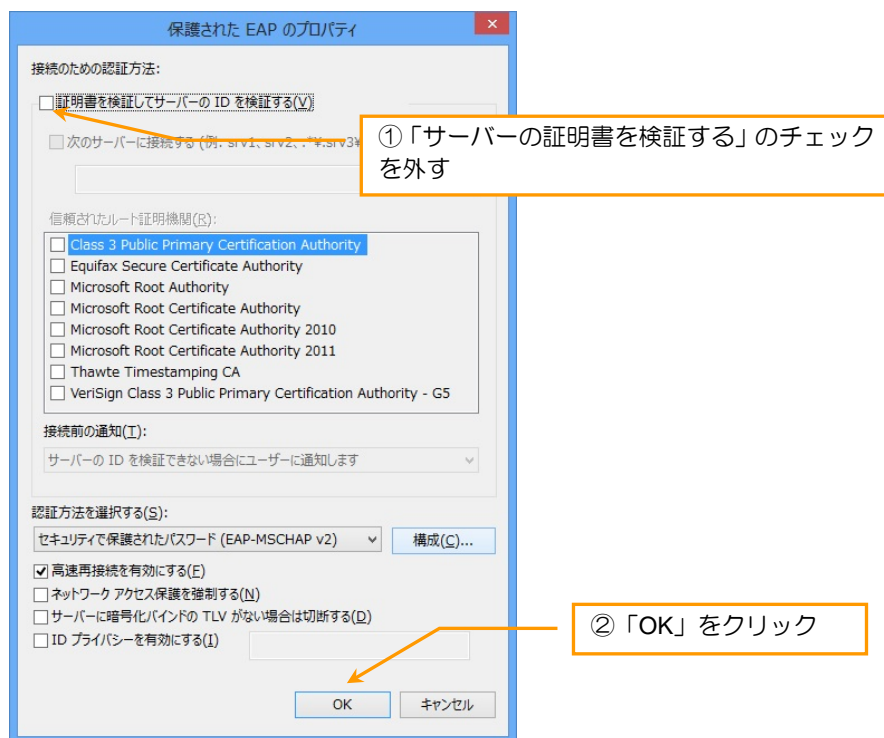 保護された EAP のプロパティ
接続のための認証方法:
証明書を検証してサーバーの ID を検証する(V)
次のサーバーに接続する (例: srv1、srv2、.*¥.srv3¥
①「サーバーの証明書を検証する」のチェック
を外す
信頼されたルート証明機関(R):
Class 3 Public Primary Certification Authority
Equifax Secure Certificate Authority
Microsoft Root Authority
Microsoft Root Certificate Authority
Microsoft Root Certificate Authority 2010
Microsoft Root Certificate Authority 2011
Thawte Timestamping CA
VeriSign Class 3 Public Primary Certification Authority - G5
接続前の通知(T):
サーバーの ID を検証できない場合にユーザーに通知します
認証方法を選択する(S):
セキュリティで保護されたパスワード (EAP-MSCHAP v2)
構成(C)...
高速再接続を有効にする(F)
ネットワーク アクセス保護を強制する(N)
サーバーに暗号化バインドの TLV がない場合は切断する(D)
ID プライバシーを有効にする(I)
②「OK」をクリック
OK
キャンセル